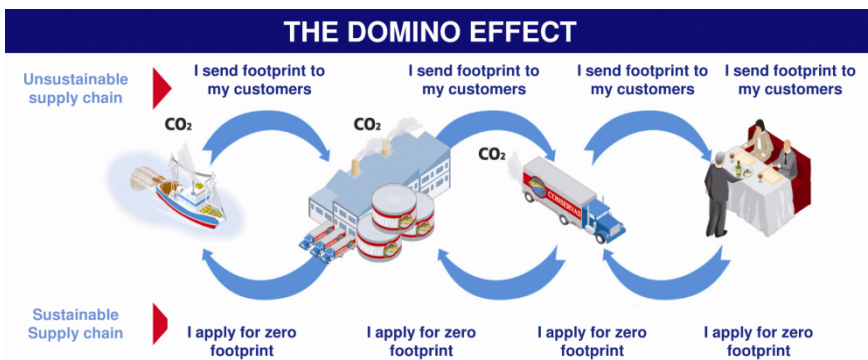 THE DOMINO EFFECT
Unsustainable
supply chain
I send footprint to
my customers
I send footprint to
my customers
I send footprint to
my customers
I send footprint to
my customers
CO₂
CO₂
CO₂
CONSERVAS
Sustainable
Supply chain
I apply for zero
footprint
I apply for zero
footprint
I apply for zero
footprint
I apply for zero
footprint